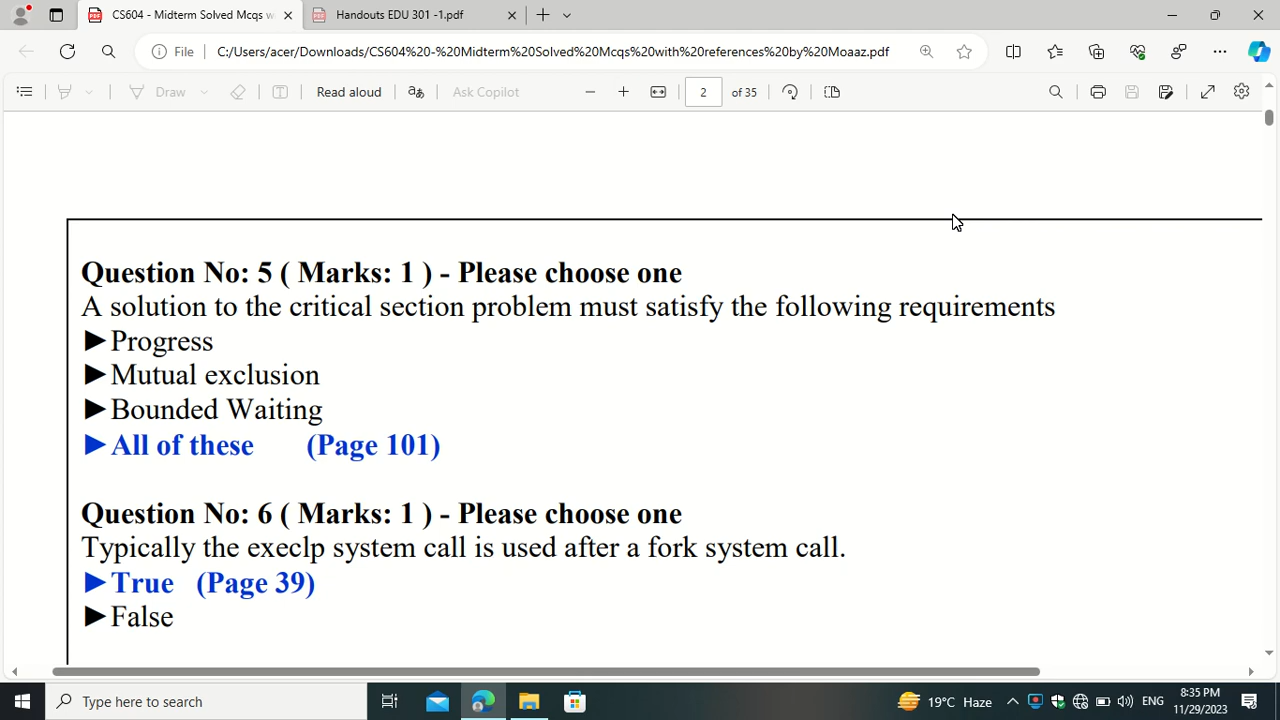 CS604 - Midterm Solved Mcqs w
Handouts EDU 301 -1.pdf
File
C:/Users/acer/Downloads/CS604%20-%20Midterm%20Solved%20Mcqs%20with%20references%20by%20Moaaz.pdf
Draw
Read aloud
aあ
Ask Copilot
2 of 35
Question No: 5 ( Marks: 1 ) - Please choose one
A solution to the critical section problem must satisfy the following requirements
►Progress
►Mutual exclusion
►Bounded Waiting
►All of these (Page 101)
Question No: 6 ( Marks: 1 ) - Please choose one
Typically the execlp system call is used after a fork system call.
►True (Page 39)
►False
Type here to search
19°C Haze
ENG
8:35 PM
11/29/2023